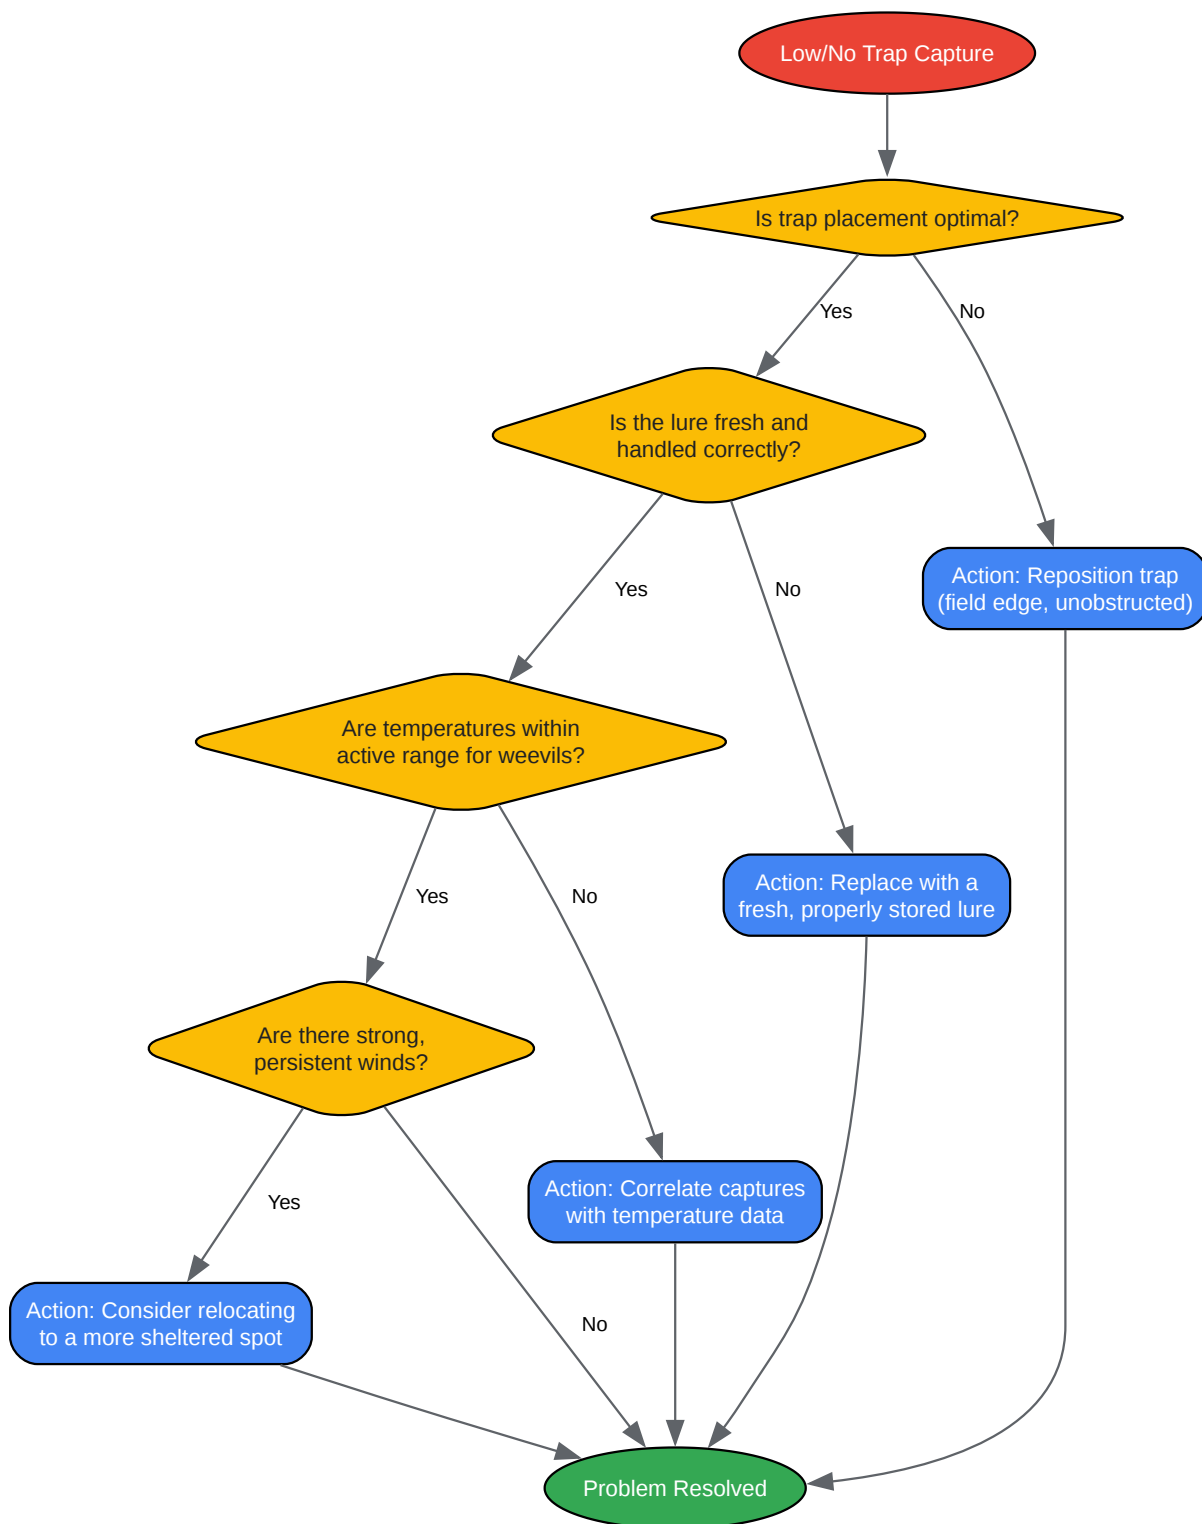 Low/No Trap Capture
Is trap placement optimal?
Yes
No
Is the lure fresh and
handled correctly?
Yes
No
Action: Reposition trap
(field edge, unobstructed)
Are temperatures within
active range for weevils?
Yes
No
Action: Replace with a
fresh, properly stored lure
Are there strong,
persistent winds?
Yes
No
Action: Correlate captures
with temperature data
Action: Consider relocating
to a more sheltered spot
Problem Resolved